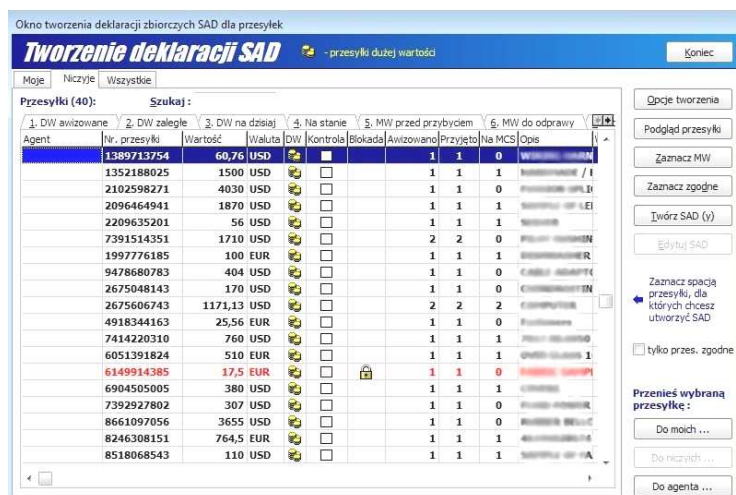 Okno tworzenia deklaracji zbiorczych SAD dla przesyłek
Tworzenie deklaracji SAD - przesyłki dużej wartości Koniec
Moje Niczyje Wszystkie
Przesyłki (40): Szukaj :
1. DW awizowane 2. DW zaległe 3. DW na dzisiaj 4. Na stanie 5. MW przed przybyciem 6. MW do odprawy
Agent Nr. przesyłki Wartość Waluta DW Kontrola Blokada Awizowano Przyjęto Na MCS Opis
1389713754 60,76 USD 1 1 0
1352188025 1500 USD 1 1 1
2102598271 4030 USD 1 1 0
2096464941 1870 USD 1 1 1
2209635201 56 USD 1 1 1
7391514351 1710 USD 2 2 0
1997776185 100 EUR 1 1 1
9478680783 404 USD 1 1 0
2675048143 170 USD 1 1 0
2675606743 1171,13 USD 2 2 2
4918344163 25,56 EUR 1 1 0
7414220310 760 USD 1 1 1
6051391824 510 EUR 1 1 1
6149914385 17,5 EUR 1 1 0
6904505005 380 USD 1 1 1
7392927802 307 USD 1 1 0
8661097056 3655 USD 1 1 0
8246308151 764,5 EUR 1 1 1
8518068543 110 USD 1 1 1
Opcje tworzenia
Podgląd przesyłki
Zaznacz MW
Zaznacz zgodne
Twórz SAD (y)
Edytuj SAD
Zaznacz spacją
przesyłki, dla
których chcesz
utworzyć SAD
tylko przes. zgodne
Przenieś wybraną
przesyłkę :
Do moich ...
Do niczyich ...
Do agenta ...